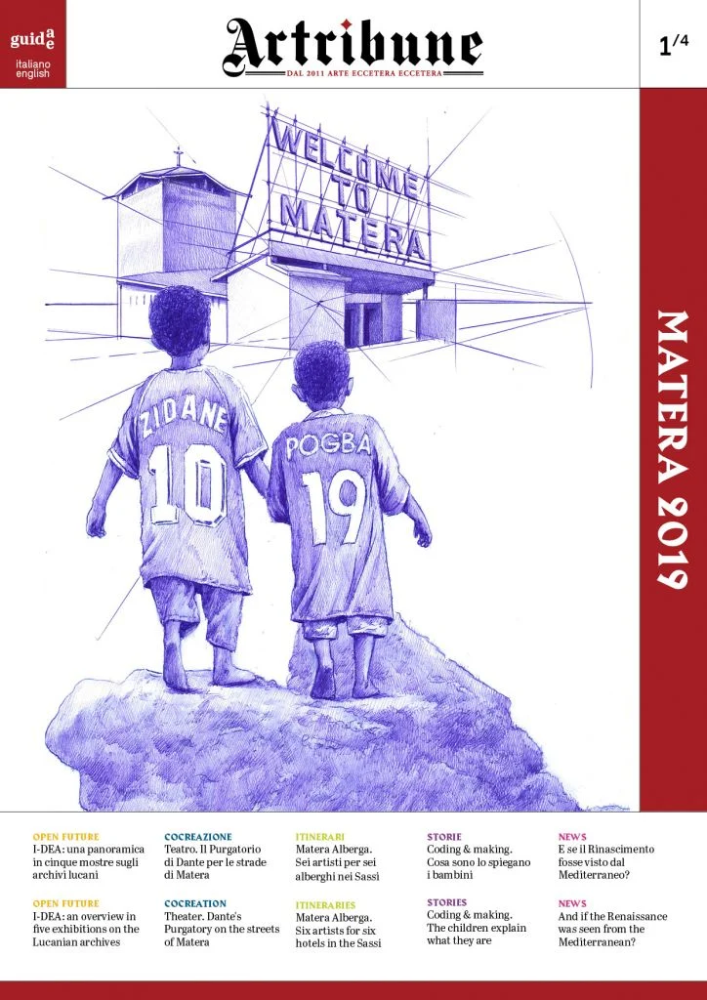 guida
e
italiano
english
Artribune
DAL 2011 ARTE ECCETERA ECCETERA
1/4
WELCOME
TO
MATERA
ZIDANE
10
POGBA
19
MATERA 2019
OPEN FUTURE
I-DEA: una panoramica
in cinque mostre sugli
archivi lucani
COCREAZIONE
Teatro. Il Purgatorio
di Dante per le strade
di Matera
ITINERARI
Matera Alberga.
Sei artisti per sei
alberghi nei Sassi
STORIE
Coding & making.
Cosa sono lo spiegano
i bambini
NEWS
E se il Rinascimento
fosse visto dal
Mediterraneo?
OPEN FUTURE
I-DEA: an overview in
five exhibitions on the
Lucanian archives
COCREATION
Theater. Dante's
Purgatory on the streets
of Matera
ITINERARIES
Matera Alberga.
Six artists for six
hotels in the Sassi
STORIES
Coding & making.
The children explain
what they are
NEWS
And if the Renaissance
was seen from the
Mediterranean?